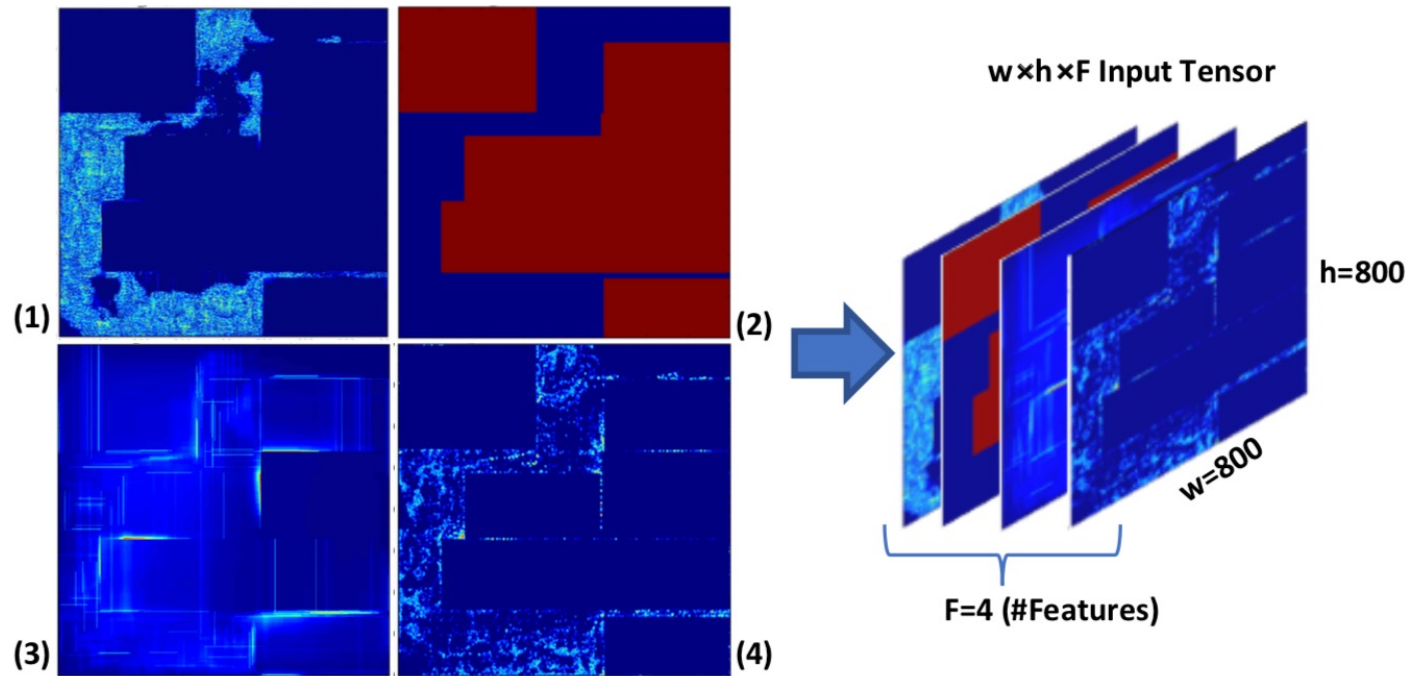 (1)
(2)
(3)
(4)
w×h×F Input Tensor
h=800
w=800
F=4 (#Features)